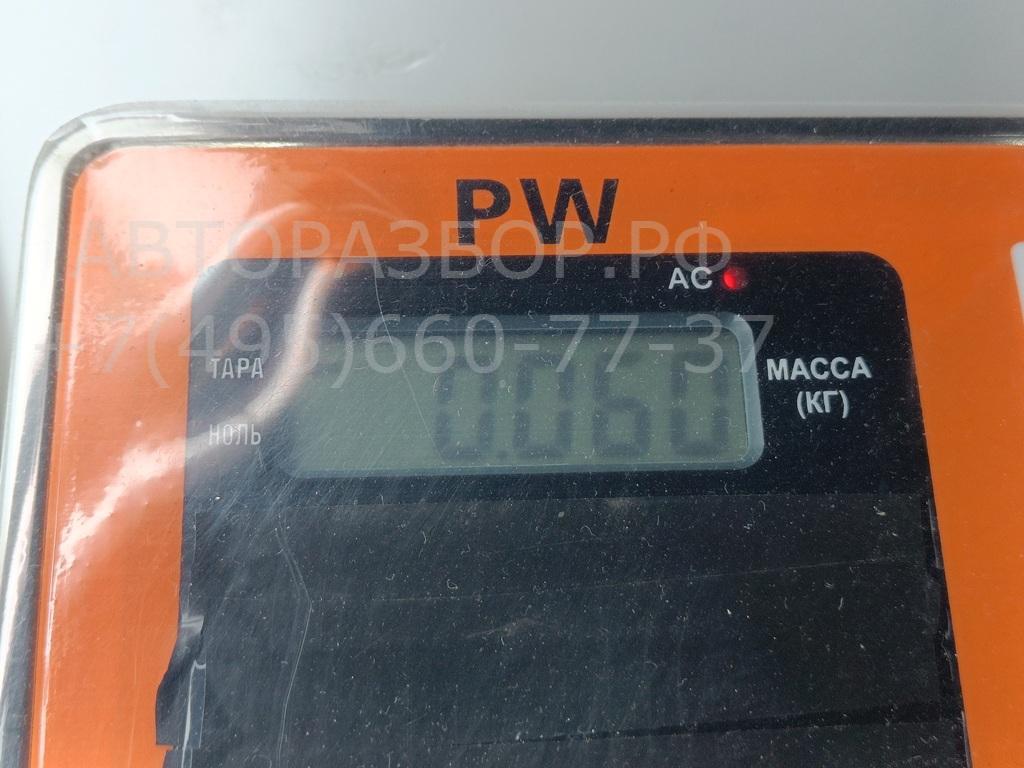 PW
АВТОРАЗБОР.РФ
AC
+7(495)660-77-37
ТАРА
0.060
МАССА
(КГ)
НОЛЬ